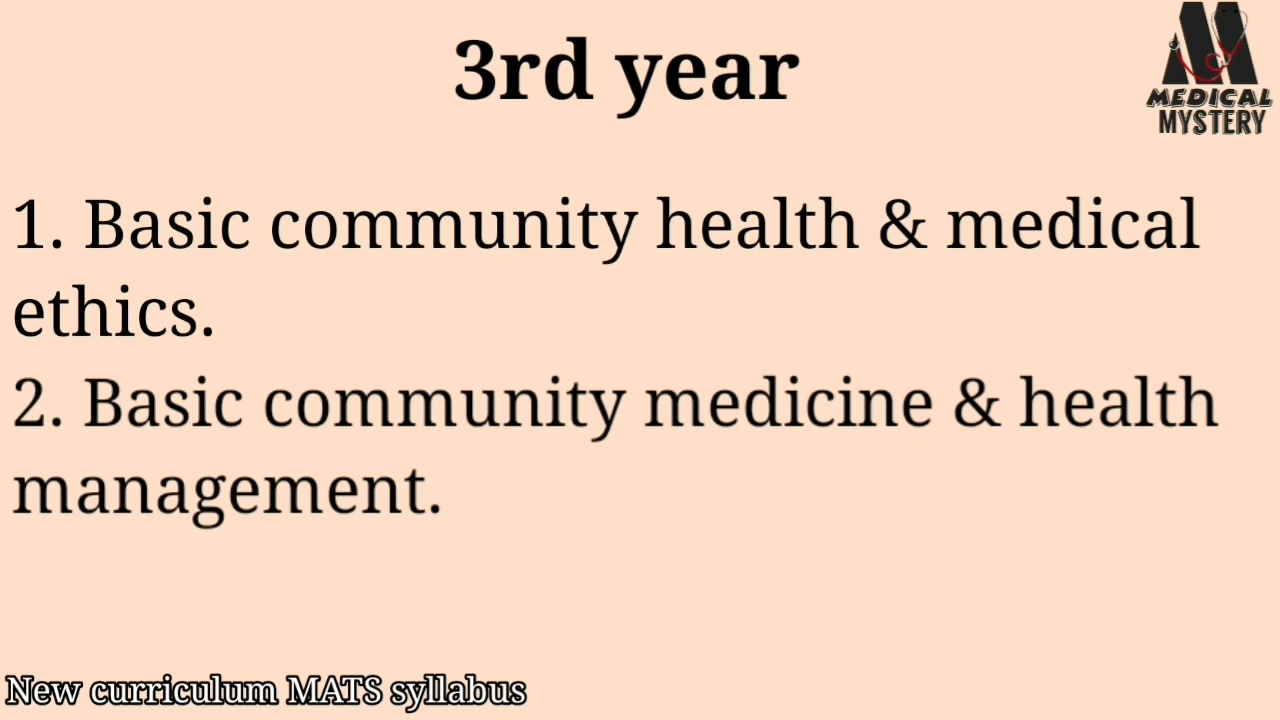 3rd year
MEDICAL
MYSTERY
1. Basic community health & medical
ethics.
2. Basic community medicine & health
management.
New curriculum MATS syllabus